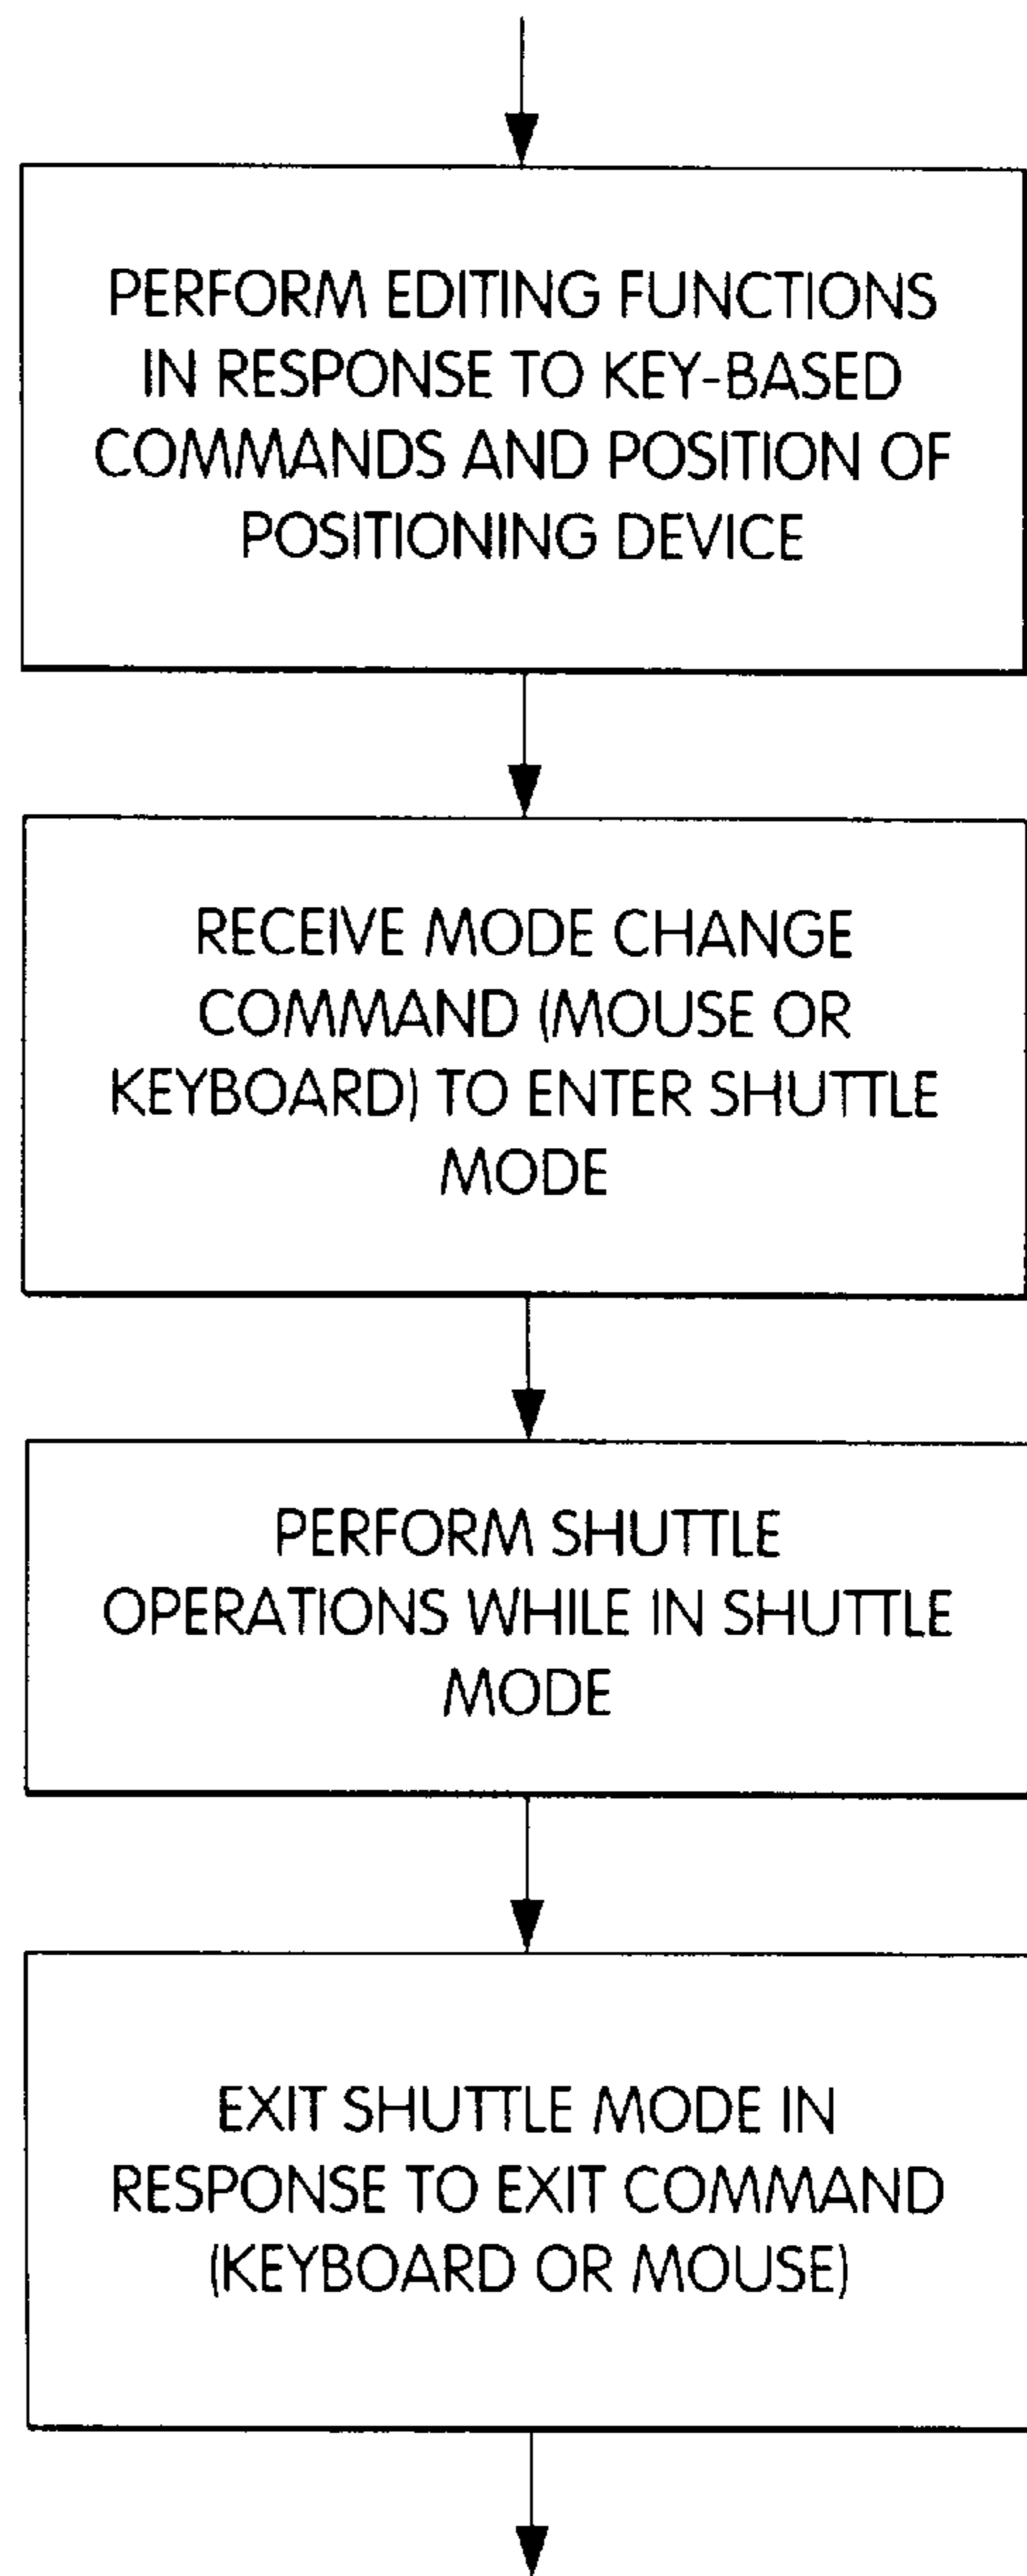 PERFORM EDITING FUNCTIONS
IN RESPONSE TO KEY-BASED
COMMANDS AND POSITION OF
POSITIONING DEVICE
RECEIVE MODE CHANGE
COMMAND (MOUSE OR
KEYBOARD) TO ENTER SHUTTLE
MODE
PERFORM SHUTTLE
OPERATIONS WHILE IN SHUTTLE
MODE
EXIT SHUTTLE MODE IN
RESPONSE TO EXIT COMMAND
(KEYBOARD OR MOUSE)